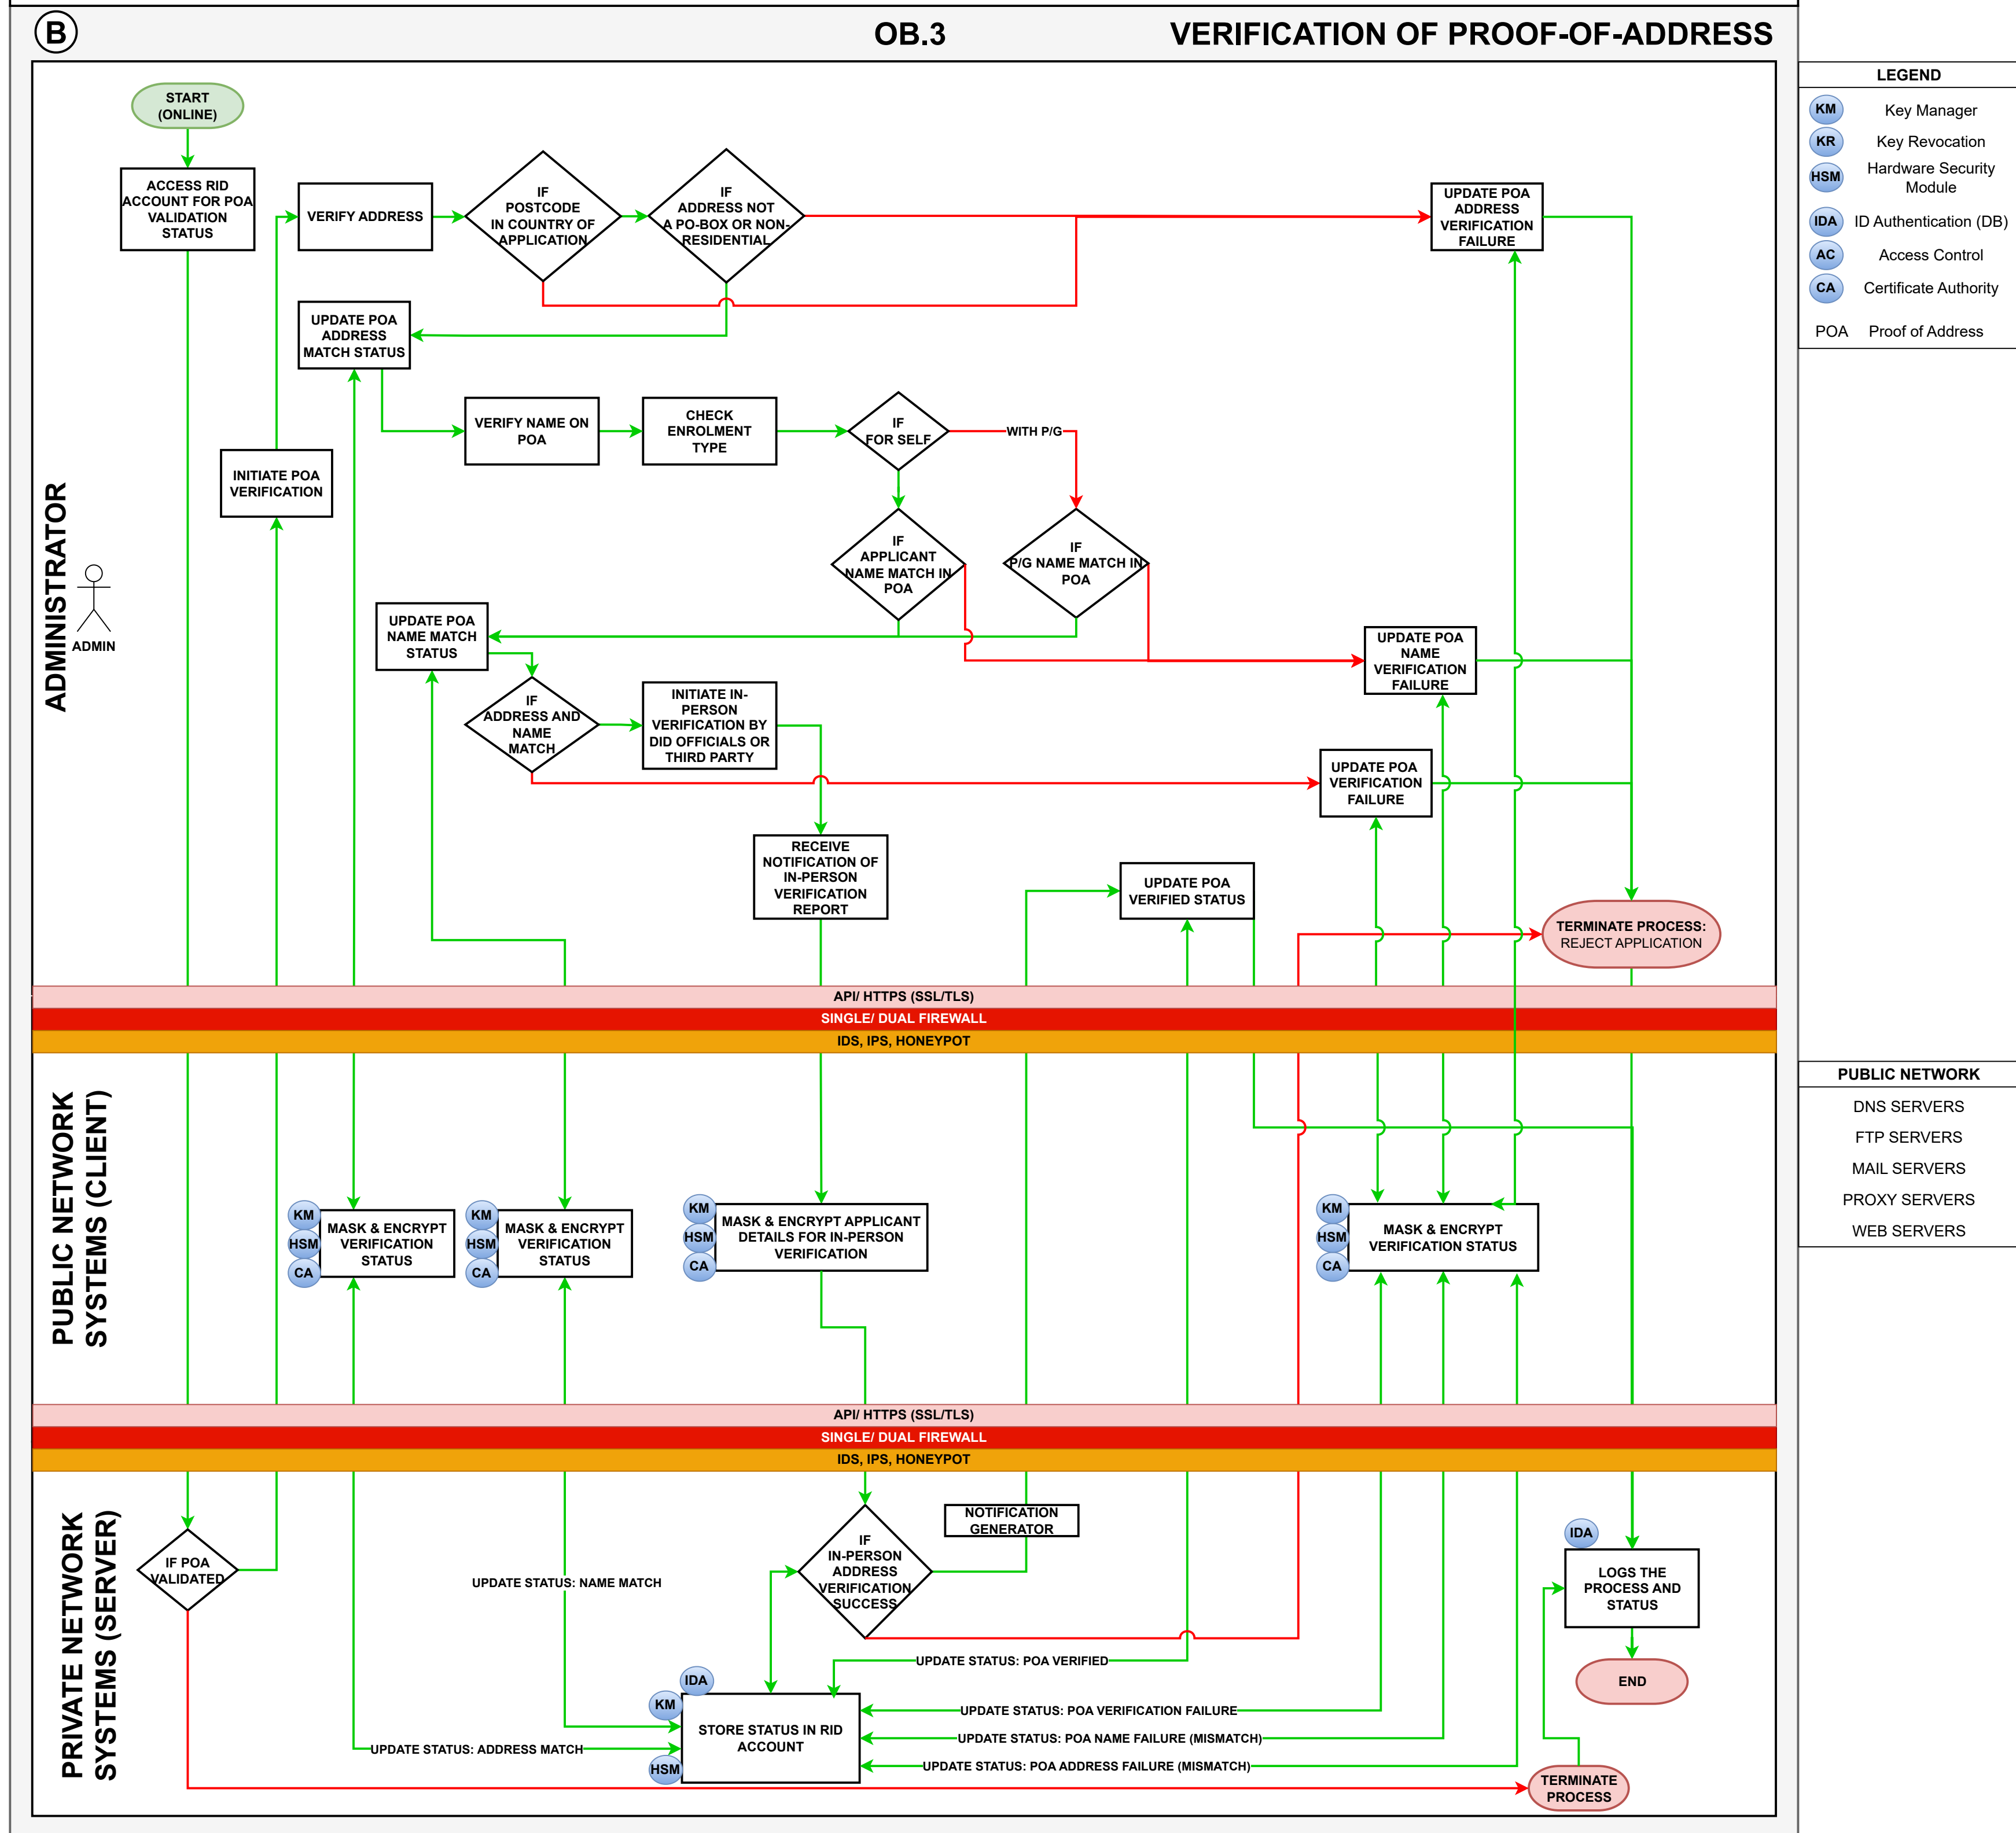 B
OB.3
VERIFICATION OF PROOF-OF-ADDRESS
START
(ONLINE)
ACCESS RID
ACCOUNT FOR POA
VALIDATION
STATUS
VERIFY ADDRESS
IF
POSTCODE
IN COUNTRY OF
APPLICATION
IF
ADDRESS NOT
A PO-BOX OR NON-
RESIDENTIAL
UPDATE POA
ADDRESS
VERIFICATION
FAILURE
UPDATE POA
ADDRESS
MATCH STATUS
VERIFY NAME ON
POA
CHECK
ENROLMENT
TYPE
IF
FOR SELF
WITH P/G
INITIATE POA
VERIFICATION
ADMINISTRATOR
ADMIN
IF
APPLICANT
NAME MATCH IN
POA
IF
P/G NAME MATCH IN
POA
UPDATE POA
NAME MATCH
STATUS
UPDATE POA
NAME
VERIFICATION
FAILURE
IF
ADDRESS AND
NAME
MATCH
INITIATE IN-
PERSON
VERIFICATION BY
DID OFFICIALS OR
THIRD PARTY
UPDATE POA
VERIFICATION
FAILURE
RECEIVE
NOTIFICATION OF
IN-PERSON
VERIFICATION
REPORT
UPDATE POA
VERIFIED STATUS
TERMINATE PROCESS:
REJECT APPLICATION
API/ HTTPS (SSL/TLS)
SINGLE/ DUAL FIREWALL
IDS, IPS, HONEYPOT
PUBLIC NETWORK
SYSTEMS (CLIENT)
KM
HSM
CA
MASK & ENCRYPT
VERIFICATION
STATUS
KM
HSM
CA
MASK & ENCRYPT
VERIFICATION
STATUS
KM
HSM
CA
MASK & ENCRYPT APPLICANT
DETAILS FOR IN-PERSON
VERIFICATION
KM
HSM
CA
MASK & ENCRYPT
VERIFICATION STATUS
API/ HTTPS (SSL/TLS)
SINGLE/ DUAL FIREWALL
IDS, IPS, HONEYPOT
PRIVATE NETWORK
SYSTEMS (SERVER)
IF POA
VALIDATED
UPDATE STATUS: NAME MATCH
IF
IN-PERSON
ADDRESS
VERIFICATION
SUCCESS
NOTIFICATION
GENERATOR
IDA
LOGS THE
PROCESS AND
STATUS
END
UPDATE STATUS: POA VERIFIED
IDA
KM
HSM
STORE STATUS IN RID
ACCOUNT
UPDATE STATUS: ADDRESS MATCH
UPDATE STATUS: POA VERIFICATION FAILURE
UPDATE STATUS: POA NAME FAILURE (MISMATCH)
UPDATE STATUS: POA ADDRESS FAILURE (MISMATCH)
TERMINATE
PROCESS
LEGEND
KM Key Manager
KR Key Revocation
HSM Hardware Security
Module
IDA ID Authentication (DB)
AC Access Control
CA Certificate Authority
POA Proof of Address
PUBLIC NETWORK
DNS SERVERS
FTP SERVERS
MAIL SERVERS
PROXY SERVERS
WEB SERVERS